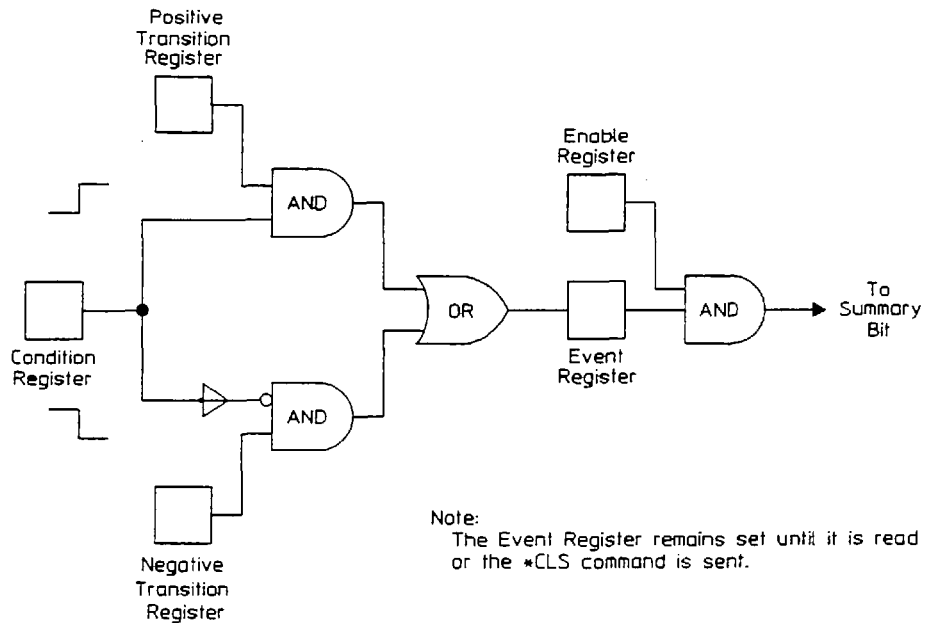 Positive
Transition
Register
AND
Enable
Register
Condition
Register
OR
Event
Register
AND
To
Summary
Bit
AND
Negative
Transition
Register
Note:
The Event Register remains set until it is read
or the *CLS command is sent.